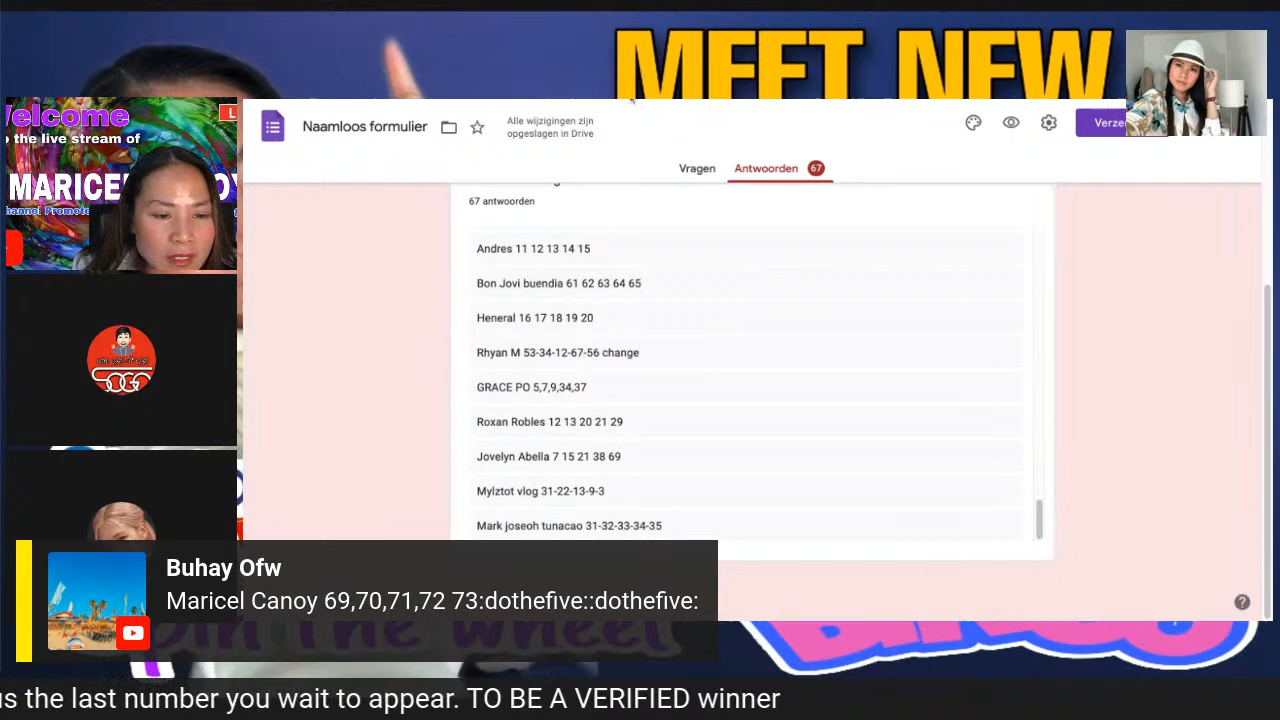 MEET NEW
Welcome
to the live stream of
MARICEL
Channel Promote
Naamloos formulier
Alle wijzigingen zijn
opgeslagen in Drive
Vragen
Antwoorden 67
67 antwoorden
Andres 11 12 13 14 15
Bon Jovi buendia 61 62 63 64 65
Heneral 16 17 18 19 20
Rhyan M 53-34-12-67-56 change
GRACE PO 5,7,9,34,37
Roxan Robles 12 13 20 21 29
Jovelyn Abella 7 15 21 38 69
Mylztot vlog 31-22-13-9-3
Mark joseoh tunacao 31-32-33-34-35
SOGO
Buhay Ofw
Maricel Canoy 69,70,71,72 73:dothefive::dothefive:
the last number you wait to appear. TO BE A VERIFIED winner